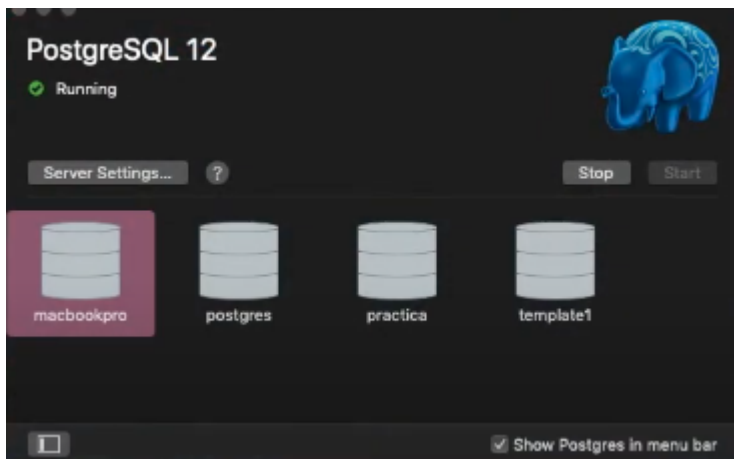 PostgreSQL 12
Running
Server Settings... ? Stop Start
macbookpro postgres practica template1
Show Postgres in menu bar